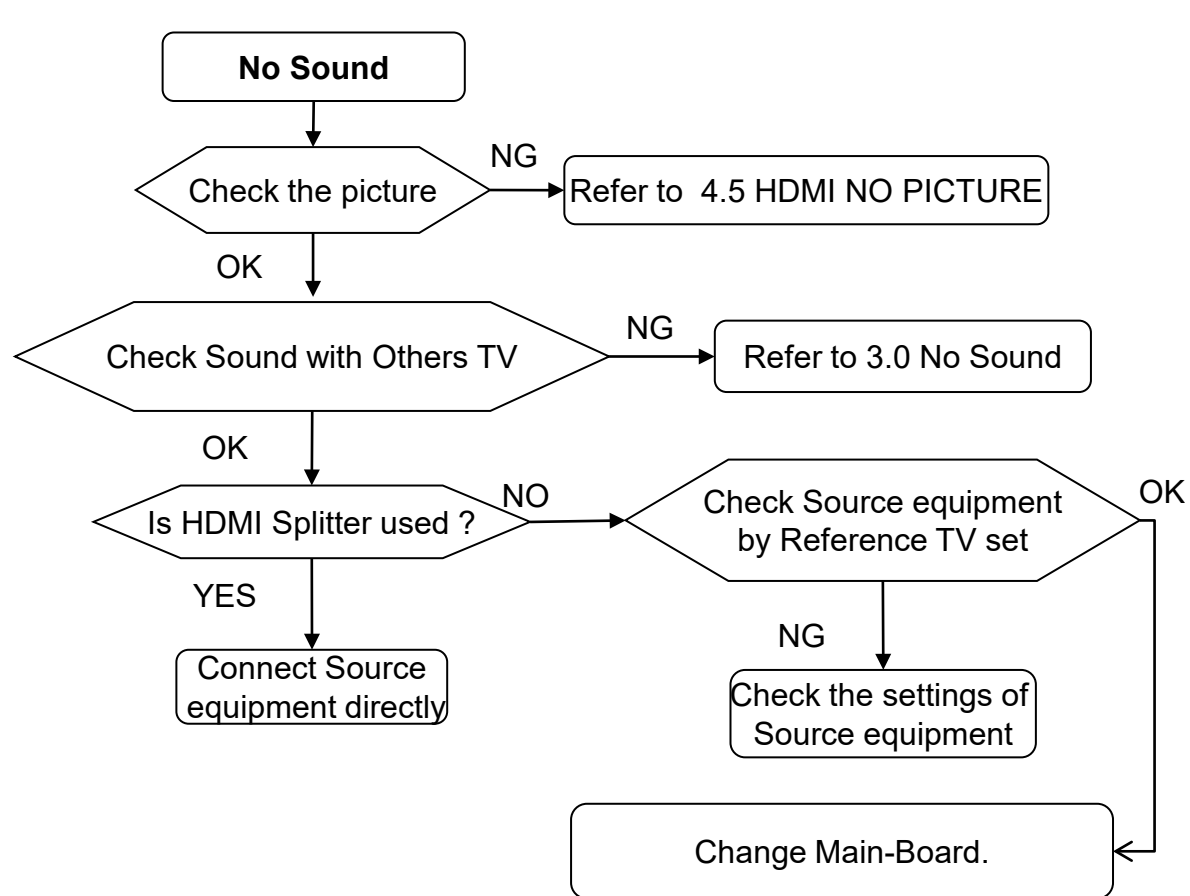 No Sound
NG
Check the picture
Refer to 4.5 HDMI NO PICTURE
OK
NG
Check Sound with Others TV
Refer to 3.0 No Sound
OK
NO
OK
Is HDMI Splitter used ?
Check Source equipment
by Reference TV set
YES
NG
Connect Source
equipment directly
Check the settings of
Source equipment
Change Main-Board.